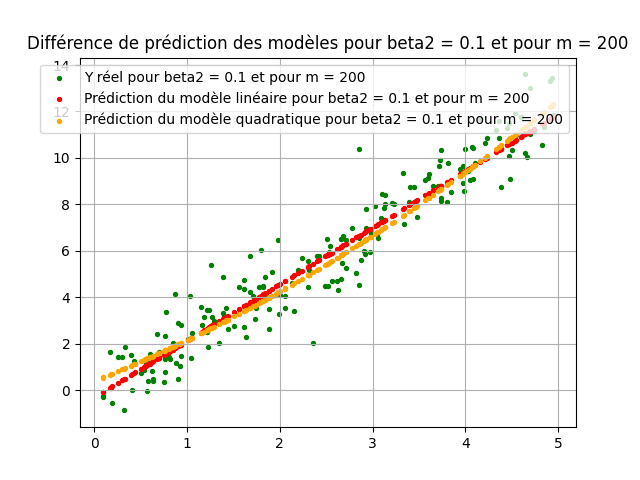 Différence de prédiction des modèles pour beta2 = 0.1 et pour m = 200
14
Y réel pour beta2 = 0.1 et pour m = 200
Prédiction du modèle linéaire pour beta2 = 0.1 et pour m = 200
12
Prédiction du modèle quadratique pour beta2 = 0.1 et pour m = 200
10
8
6
4
2
0
0 1 2 3 4 5